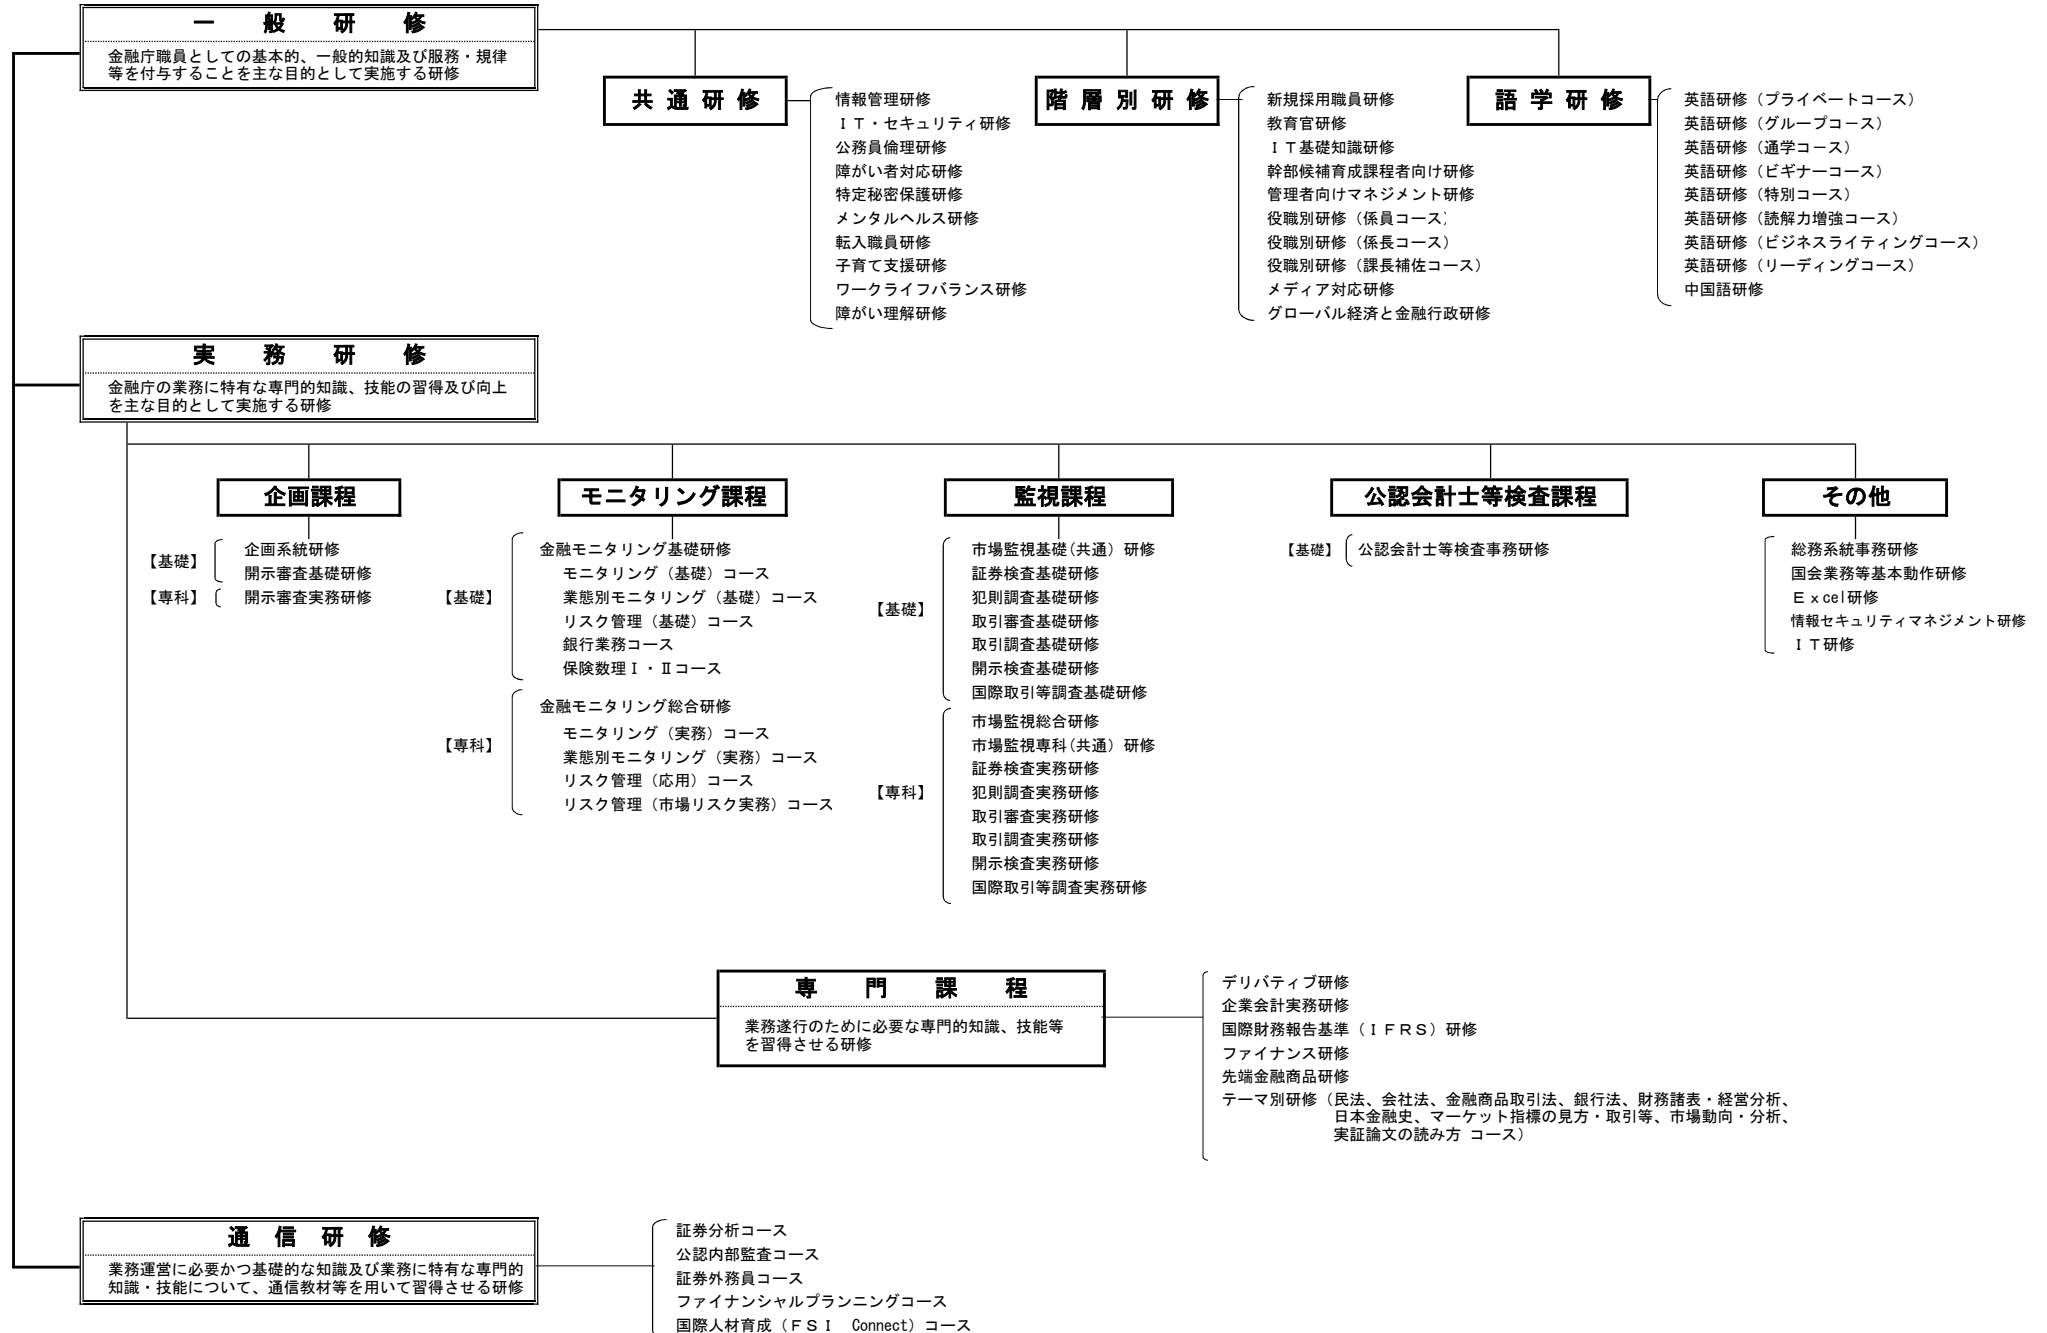 一般研修
金融庁職員としての基本的、一般的知識及び服務・規律
等を付与することを主な目的として実施する研修
共通研修
情報管理研修
ＩＴ・セキュリティ研修
公務員倫理研修
障がい者対応研修
特定秘密保護研修
メンタルヘルス研修
転入職員研修
子育て支援研修
ワークライフバランス研修
障がい理解研修
階層別研修
新規採用職員研修
教育官研修
ＩＴ基礎知識研修
幹部候補育成課程者向け研修
管理者向けマネジメント研修
役職別研修（係員コース）
役職別研修（係長コース）
役職別研修（課長補佐コース）
メディア対応研修
グローバル経済と金融行政研修
語学研修
英語研修（プライベートコース）
英語研修（グループコース）
英語研修（通学コース）
英語研修（ビギナーコース）
英語研修（特別コース）
英語研修（読解力増強コース）
英語研修（ビジネスライティングコース）
英語研修（リーディングコース）
中国語研修
実務研修
金融庁の業務に特有な専門的知識、技能の習得及び向上
を主な目的として実施する研修
企画課程
【基礎】
企画系統研修
開示審査基礎研修
【専科】
開示審査実務研修
モニタリング課程
【基礎】
金融モニタリング基礎研修
モニタリング（基礎）コース
業態別モニタリング（基礎）コース
リスク管理（基礎）コース
銀行業務コース
保険数理Ⅰ・Ⅱコース
【専科】
金融モニタリング総合研修
モニタリング（実務）コース
業態別モニタリング（実務）コース
リスク管理（応用）コース
リスク管理（市場リスク実務）コース
監視課程
【基礎】
市場監視基礎(共通）研修
証券検査基礎研修
犯則調査基礎研修
取引審査基礎研修
取引調査基礎研修
開示検査基礎研修
国際取引等調査基礎研修
【専科】
市場監視総合研修
市場監視専科(共通）研修
証券検査実務研修
犯則調査実務研修
取引審査実務研修
取引調査実務研修
開示検査実務研修
国際取引等調査実務研修
公認会計士等検査課程
【基礎】
公認会計士等検査事務研修
その他
総務系統事務研修
国会業務等基本動作研修
Ｅｘcel研修
情報セキュリティマネジメント研修
ＩＴ研修
専門課程
業務遂行のために必要な専門的知識、技能等
を習得させる研修
デリバティブ研修
企業会計実務研修
国際財務報告基準（ＩＦＲＳ）研修
ファイナンス研修
先端金融商品研修
テーマ別研修（民法、会社法、金融商品取引法、銀行法、財務諸表・経営分析、
日本金融史、マーケット指標の見方・取引等、市場動向・分析、
実証論文の読み方 コース）
通信研修
業務運営に必要かつ基礎的な知識及び業務に特有な専門的
知識・技能について、通信教材等を用いて習得させる研修
証券分析コース
公認内部監査コース
証券外務員コース
ファイナンシャルプランニングコース
国際人材育成（ＦＳＩ　Connect）コース